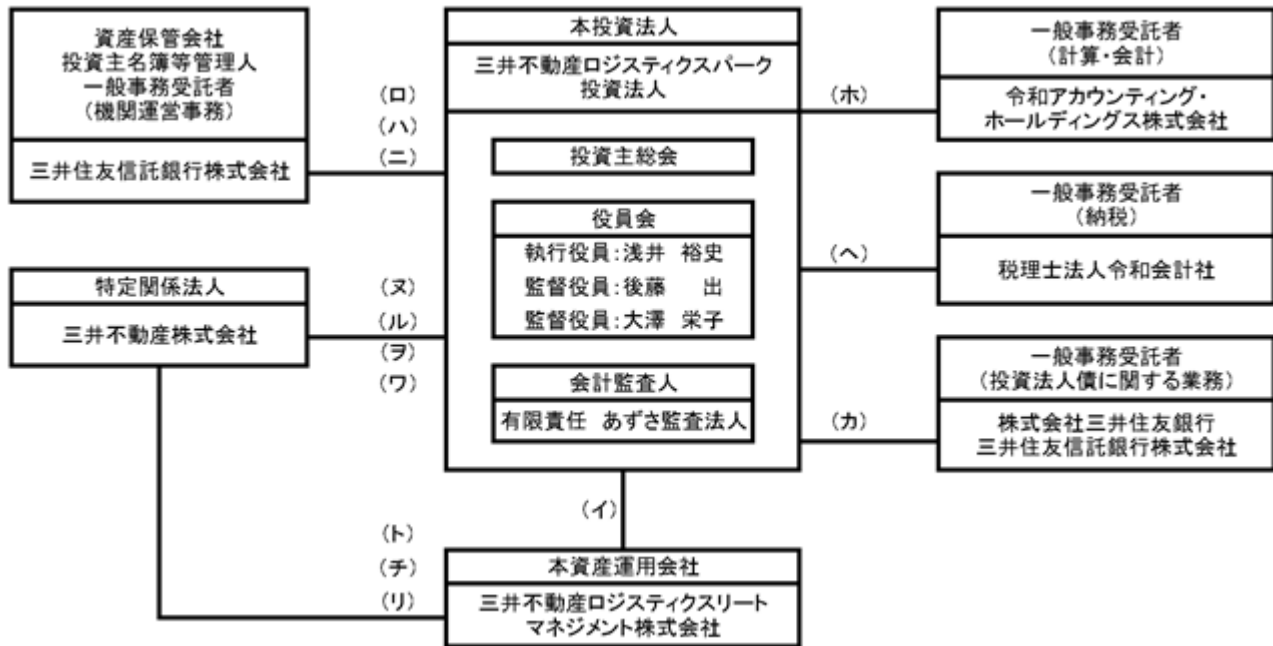 資産保管会社
投資主名簿等管理人
一般事務受託者
(機関運営事務)
三井住友信託銀行株式会社
(ロ)
(ハ)
(ニ)
本投資法人
三井不動産ロジスティクスパーク
投資法人
投資主総会
役員会
執行役員:浅井 裕史
監督役員:後藤 出
監督役員:大澤 栄子
会計監査人
有限責任 あずさ監査法人
(ホ)
一般事務受託者
(計算・会計)
令和アカウンティング・
ホールディングス株式会社
(ヘ)
一般事務受託者
(納税)
税理士法人令和会計社
(カ)
一般事務受託者
(投資法人債に関する業務)
株式会社三井住友銀行
三井住友信託銀行株式会社
特定関係法人
三井不動産株式会社
(ヌ)
(ル)
(ヲ)
(ワ)
(イ)
(ト)
(チ)
(リ)
本資産運用会社
三井不動産ロジスティクスリート
マネジメント株式会社